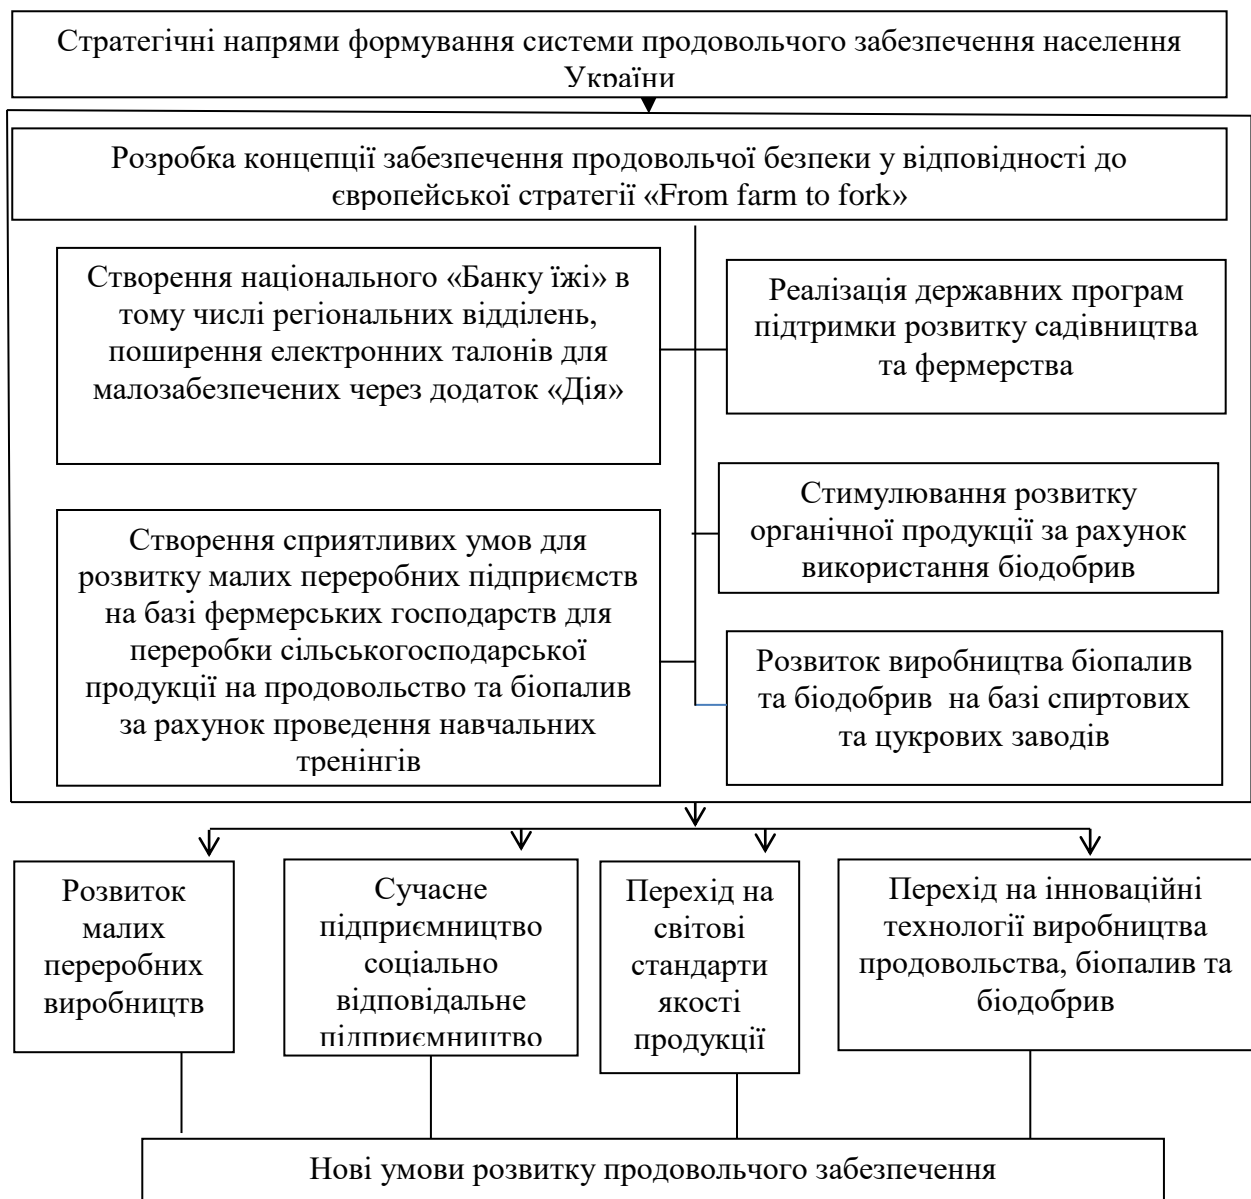 Стратегічні напрями формування системи продовольчого забезпечення населення
України
Розробка концепції забезпечення продовольчої безпеки у відповідності до
європейської стратегії «From farm to fork»
Створення національного «Банку їжі» в
тому числі регіональних відділень,
поширення електронних талонів для
малозабезпечених через додаток «Дія»
Реалізація державних програм
підтримки розвитку садівництва
та фермерства
Створення сприятливих умов для
розвитку малих переробних підприємств
на базі фермерських господарств для
переробки сільськогосподарської
продукції на продовольство та біопалив
за рахунок проведення навчальних
тренінгів
Стимулювання розвитку
органічної продукції за рахунок
використання біодобрив
Розвиток виробництва біопалив
та біодобрив на базі спиртових
та цукрових заводів
Розвиток
малих
переробних
виробництв
Сучасне
підприємництво
соціально
відповідальне
підприємництво
Перехід на
світові
стандарти
якості
продукції
Перехід на інноваційні
технології виробництва
продовольства, біопалив та
біодобрив
Нові умови розвитку продовольчого забезпечення